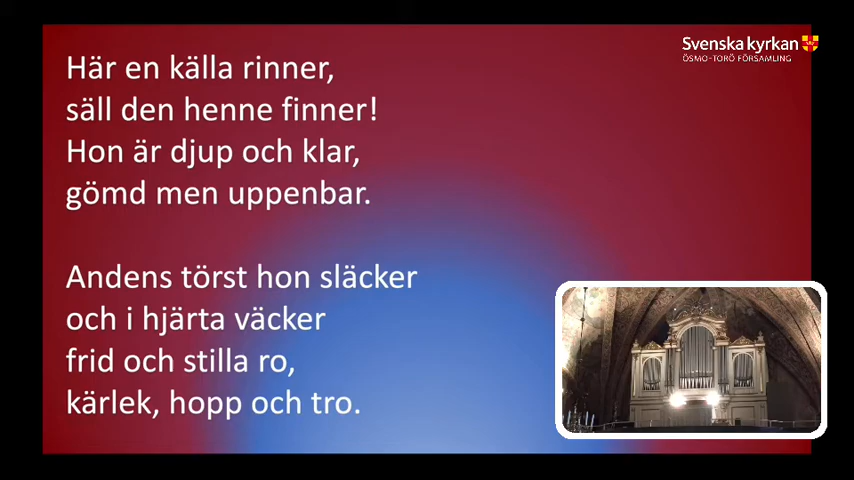 Här en källa rinner,
säll den henne finner!
Hon är djup och klar,
gömd men uppenbar.
Andens törst hon släcker
och i hjärta väcker
frid och stilla ro,
kärlek, hopp och tro.
Svenska kyrkan
ÖSMO-TORÖ FÖRSAMLING